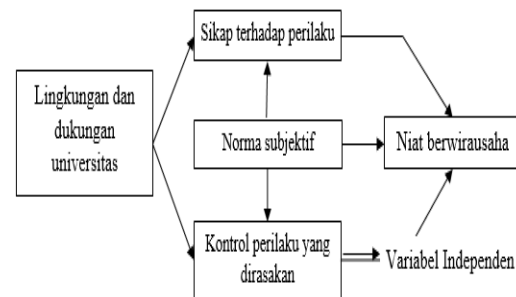 Sikap terhadap perilaku
Lingkungan dan
dukungan
universitas
Norma subjektif
Niat berwirausaha
Kontrol perilaku yang
dirasakan
Variabel Independen